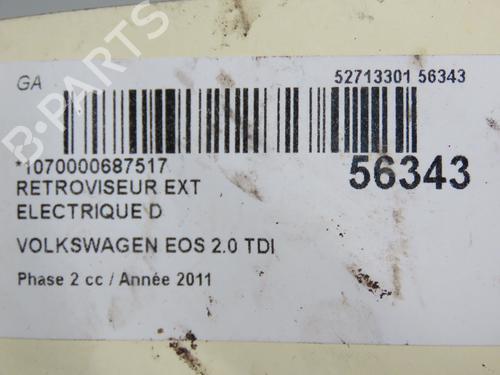 GA
52713301 56343
*1070000687517
56343
RETROVISEUR EXT
ELECTRIQUE D
VOLKSWAGEN EOS 2.0 TDI
Phase 2 cc / Année 2011
B-PARTS